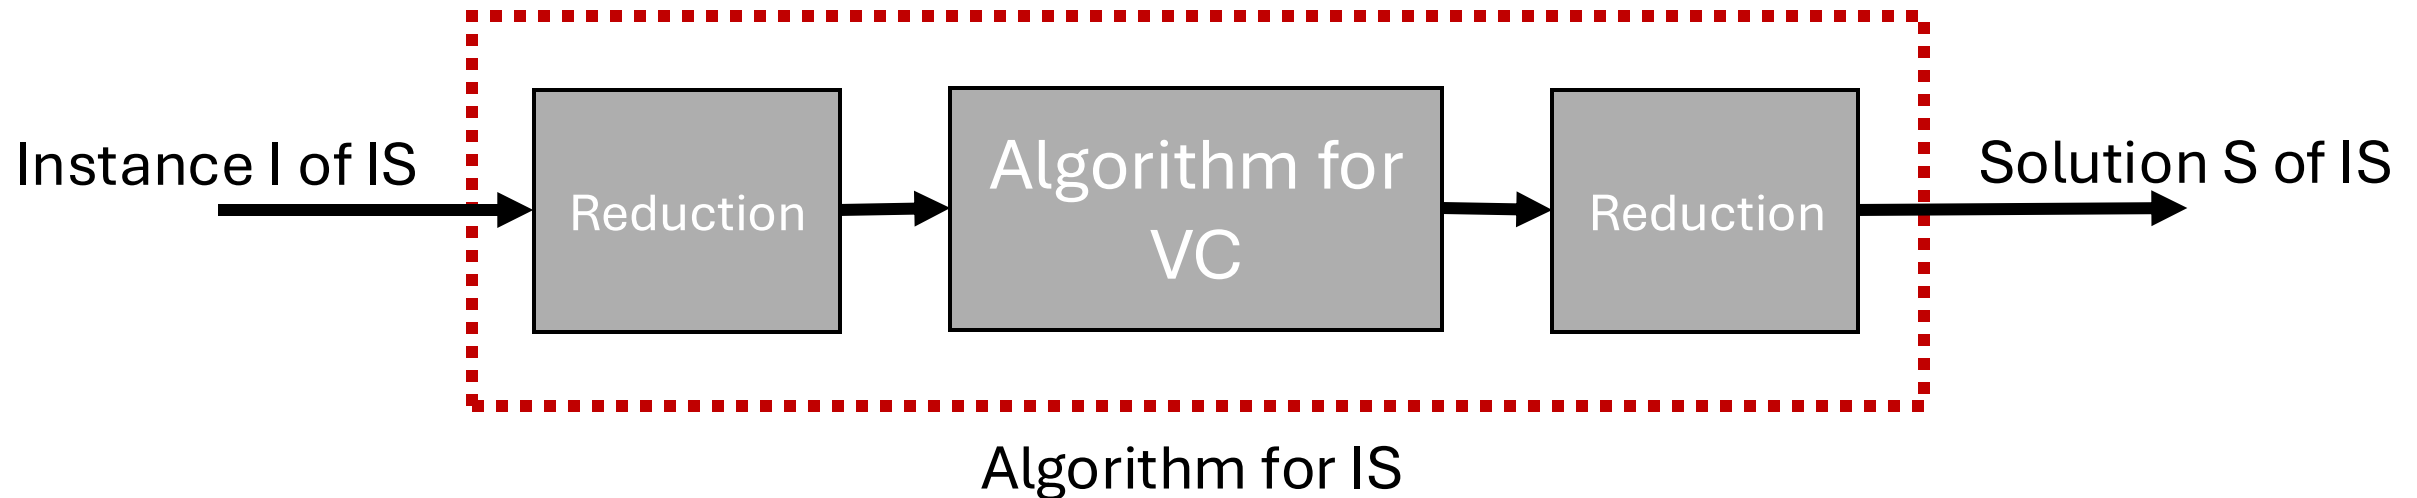 Instance I of IS
Reduction
Algorithm for
VC
Reduction
Solution S of IS
Algorithm for IS